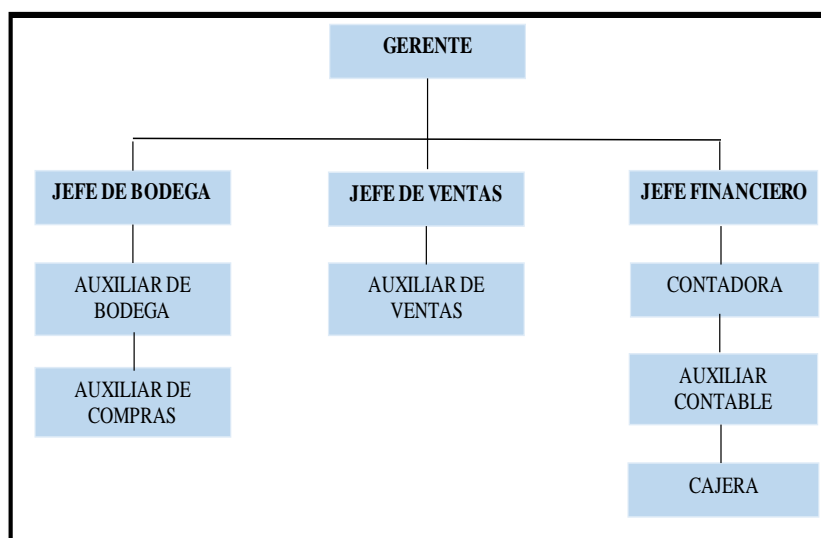 GERENTE
JEFE DE BODEGA
JEFE DE VENTAS
JEFE FINANCIERO
AUXILIAR DE
BODEGA
AUXILIAR DE
VENTAS
CONTADORA
AUXILIAR DE
COMPRAS
AUXILIAR
CONTABLE
CAJERA